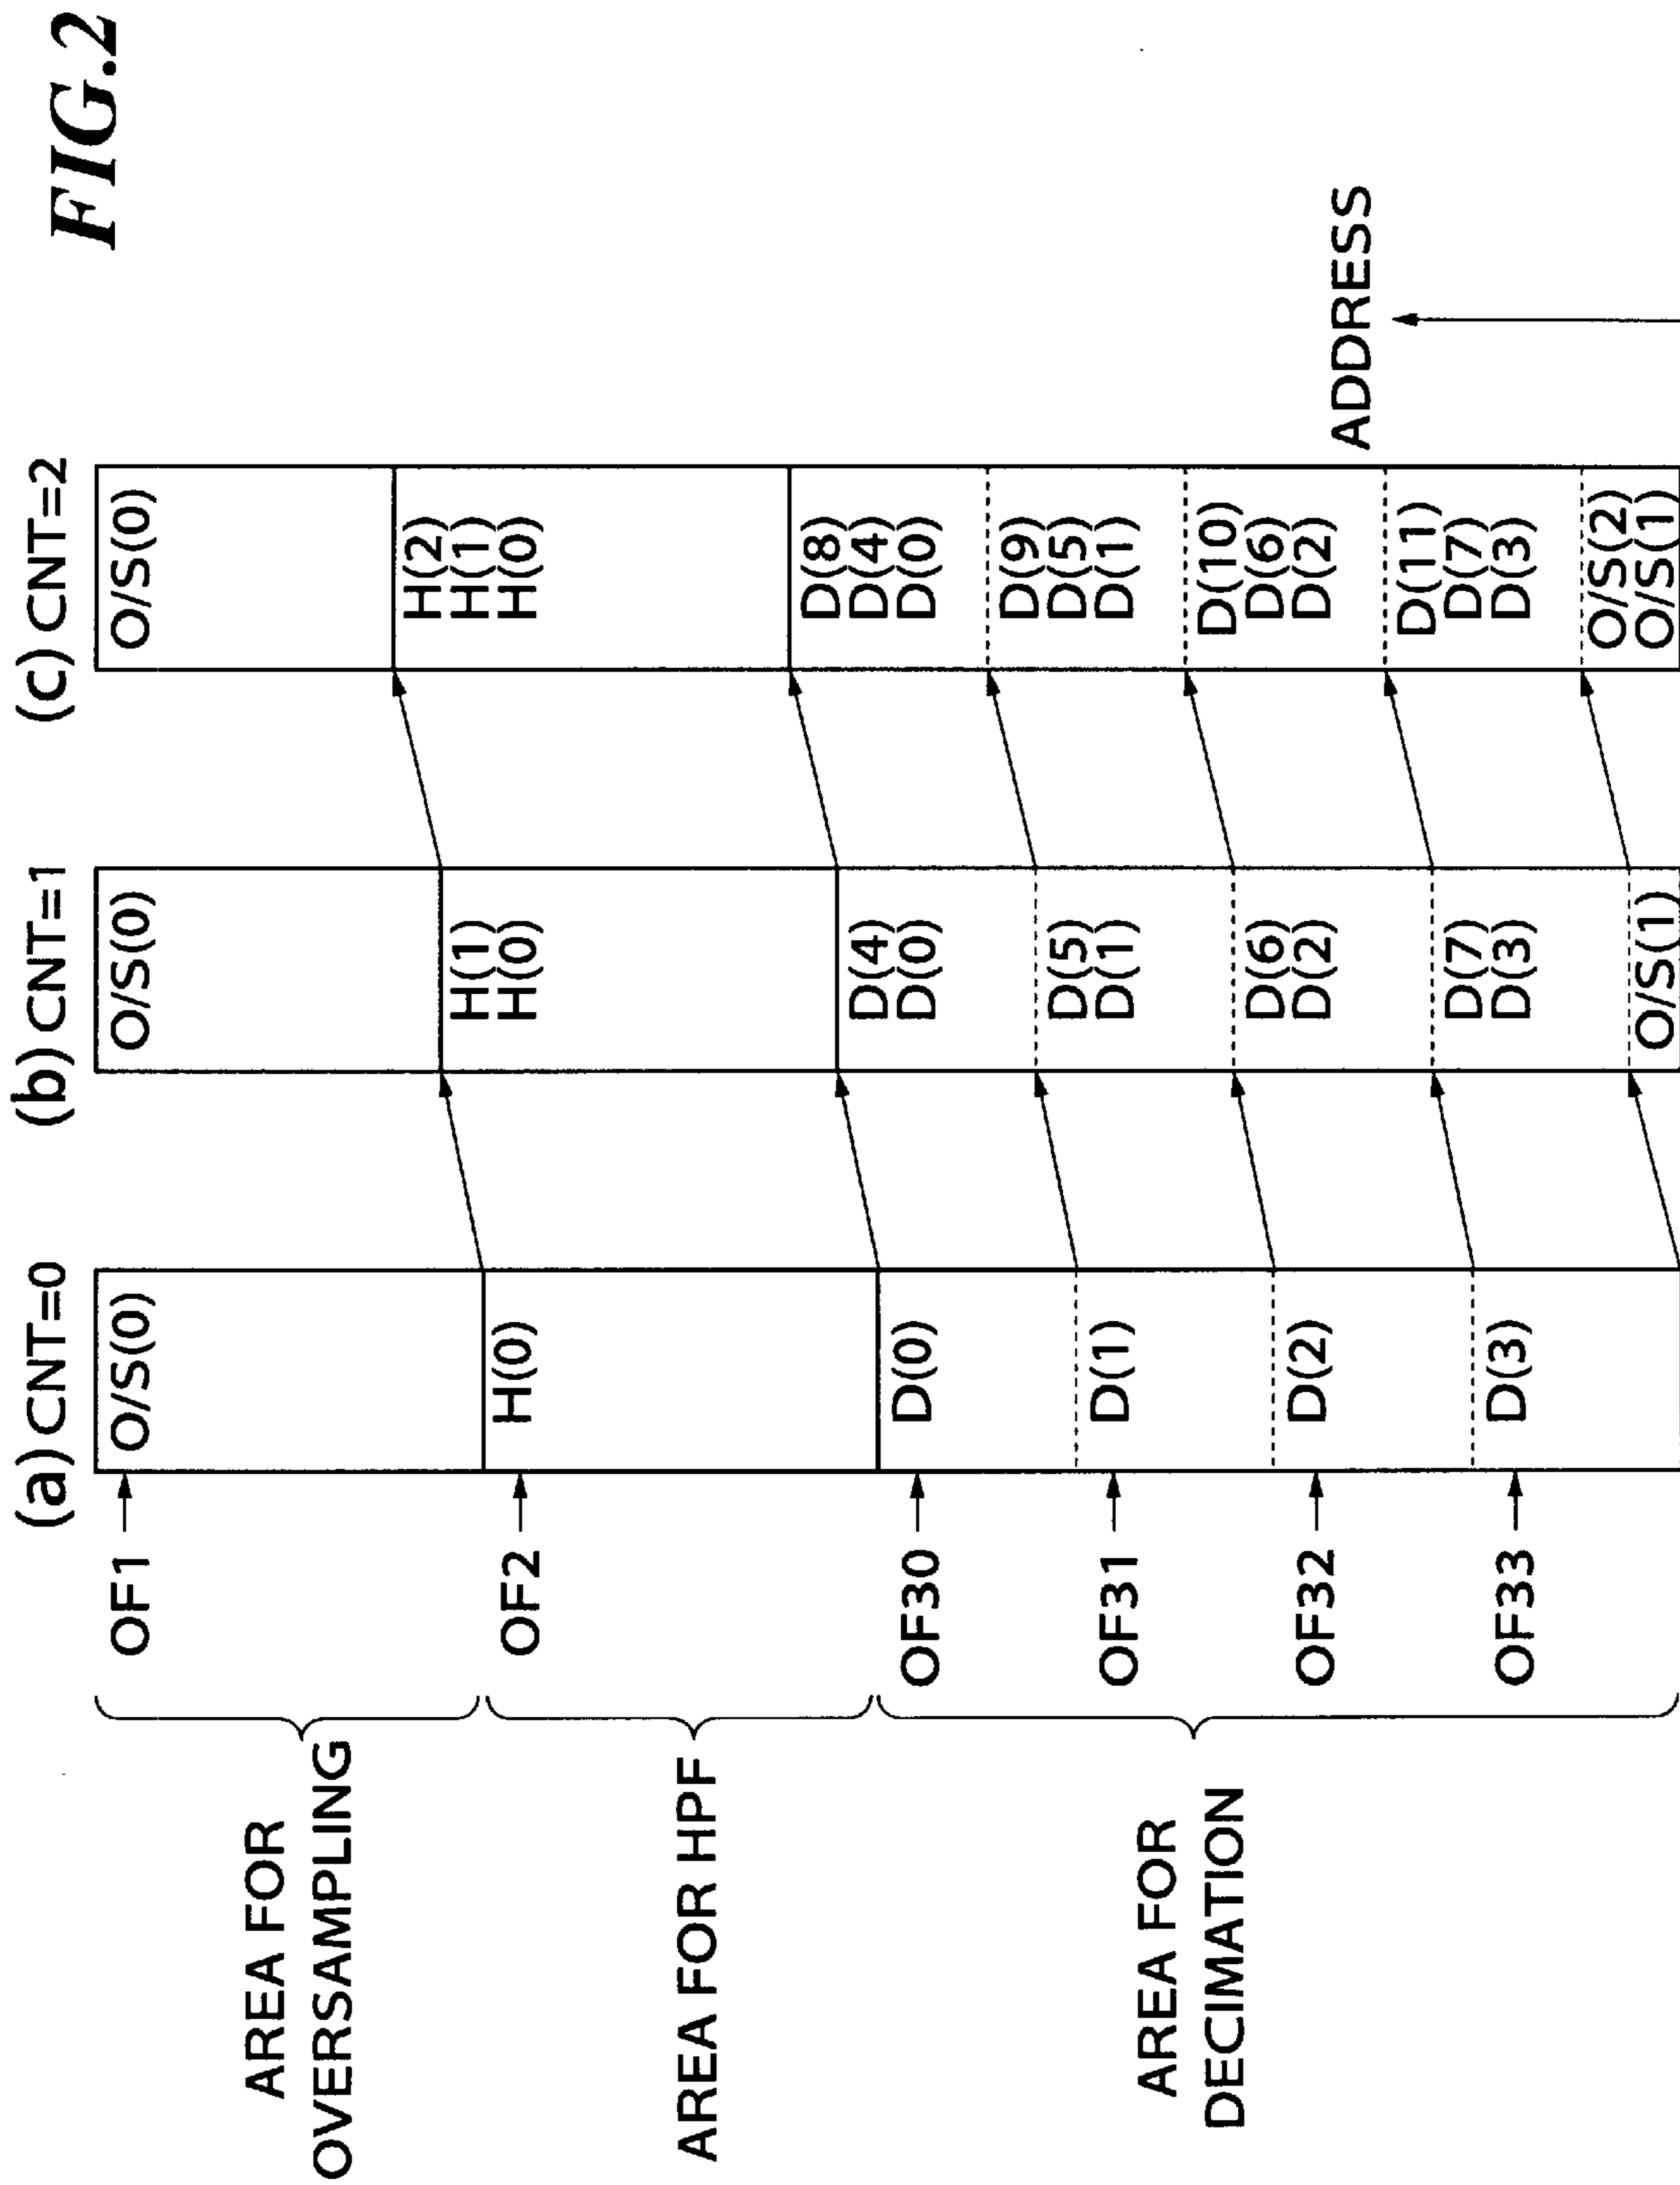 FIG.2
(a) CNT=0
(b) CNT=1
(c) CNT=2
AREA FOR
OVERSAMPLING
AREA FOR HPF
AREA FOR
DECIMATION
OF1
OF2
OF30
OF31
OF32
OF33
O/S(0)
H(0)
D(0)
D(1)
D(2)
D(3)
O/S(0)
H(1)
H(0)
D(4)
D(0)
D(5)
D(1)
D(6)
D(2)
D(7)
D(3)
O/S(1)
O/S(0)
H(2)
H(1)
H(0)
D(8)
D(4)
D(0)
D(9)
D(5)
D(1)
D(10)
D(6)
D(2)
D(11)
D(7)
D(3)
O/S(2)
O/S(1)
ADDRESS